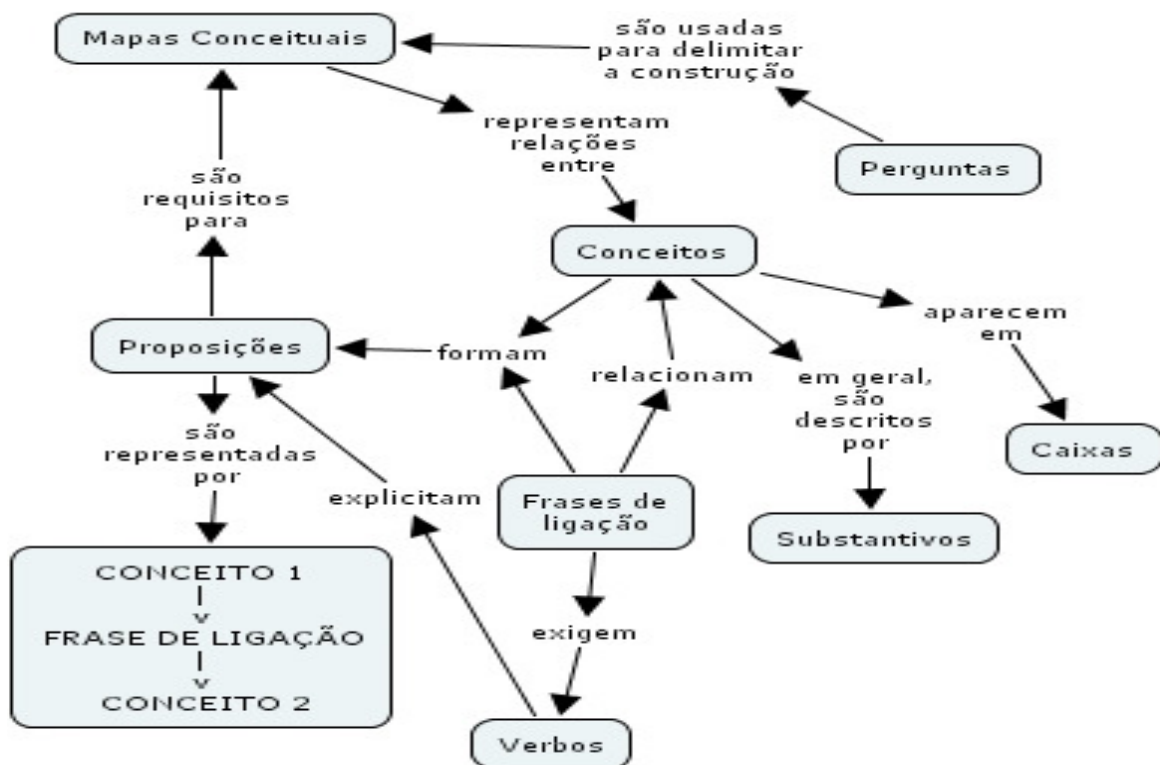 Mapas Conceituais
são usadas
para delimitar
a construção
representam
relações
entre
Perguntas
são
requisitos
para
Conceitos
aparecem
em
Proposições
formam
relacionam
em geral,
são
descritos
por
são
representadas
por
Caixas
explicitam
Frases de
ligação
Substantivos
CONCEITO 1
|
v
FRASE DE LIGAÇÃO
|
v
CONCEITO 2
exigem
Verbos